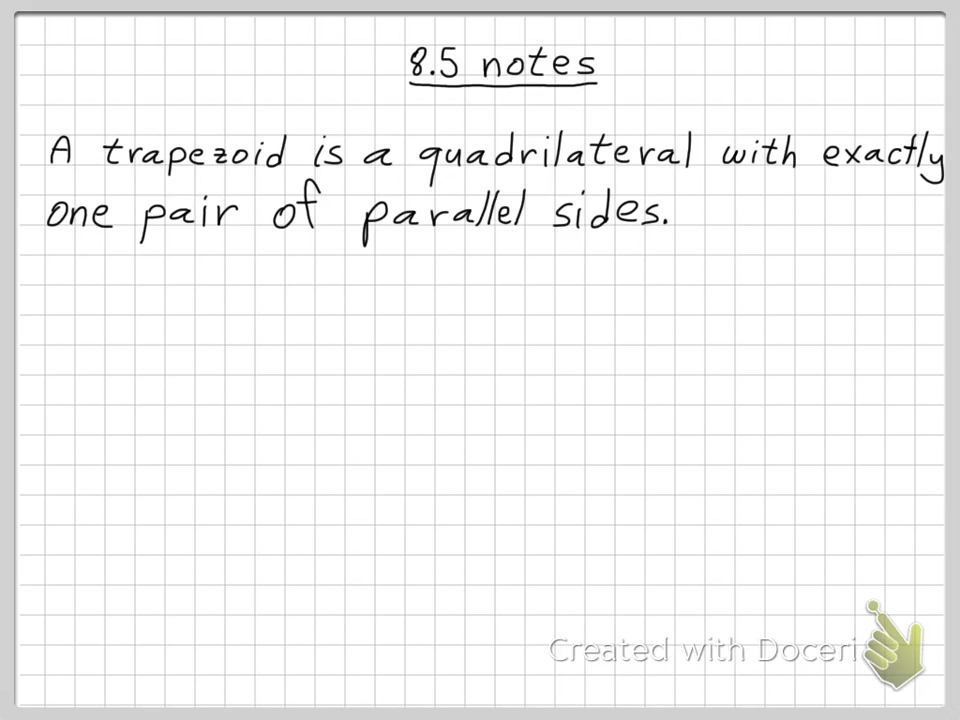 8.5 notes
A trapezoid is a quadrilateral with exactly
one pair of parallel sides.
Created with Doceri